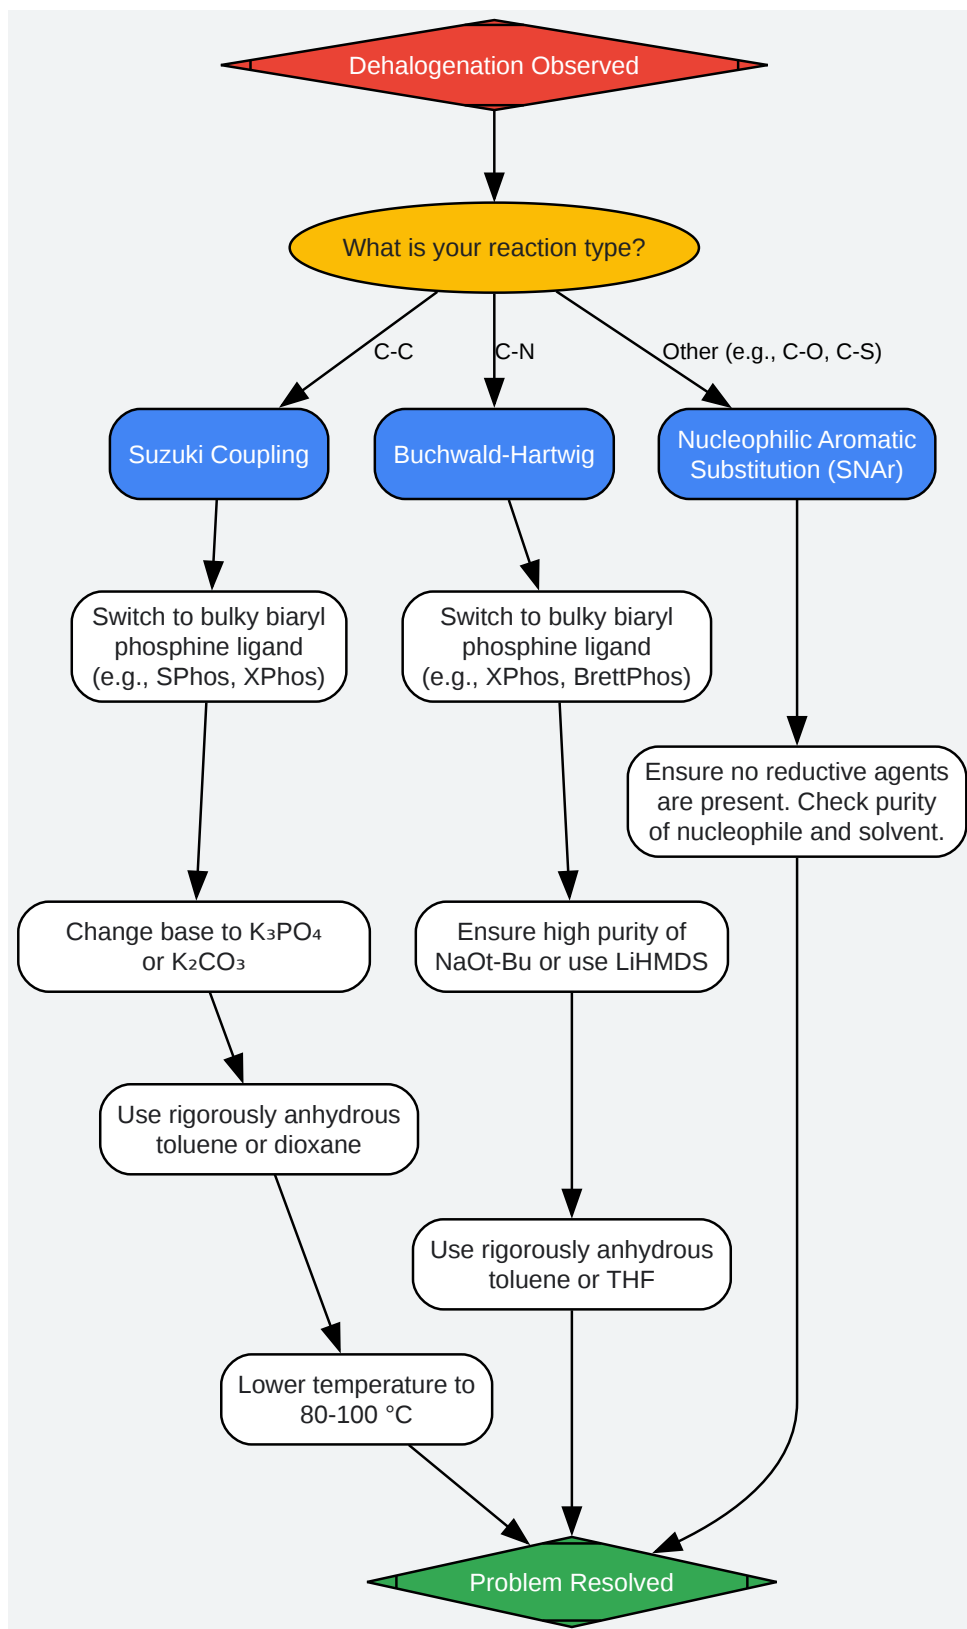 Dehalogenation Observed
What is your reaction type?
C-C
C-N
Other (e.g., C-O, C-S)
Suzuki Coupling
Buchwald-Hartwig
Nucleophilic Aromatic
Substitution (SNAr)
Switch to bulky biaryl
phosphine ligand
(e.g., SPhos, XPhos)
Switch to bulky biaryl
phosphine ligand
(e.g., XPhos, BrettPhos)
Ensure no reductive agents
are present. Check purity
of nucleophile and solvent.
Change base to K₃PO₄
or K₂CO₃
Ensure high purity of
NaOt-Bu or use LiHMDS
Use rigorously anhydrous
toluene or dioxane
Use rigorously anhydrous
toluene or THF
Lower temperature to
80-100 °C
Problem Resolved